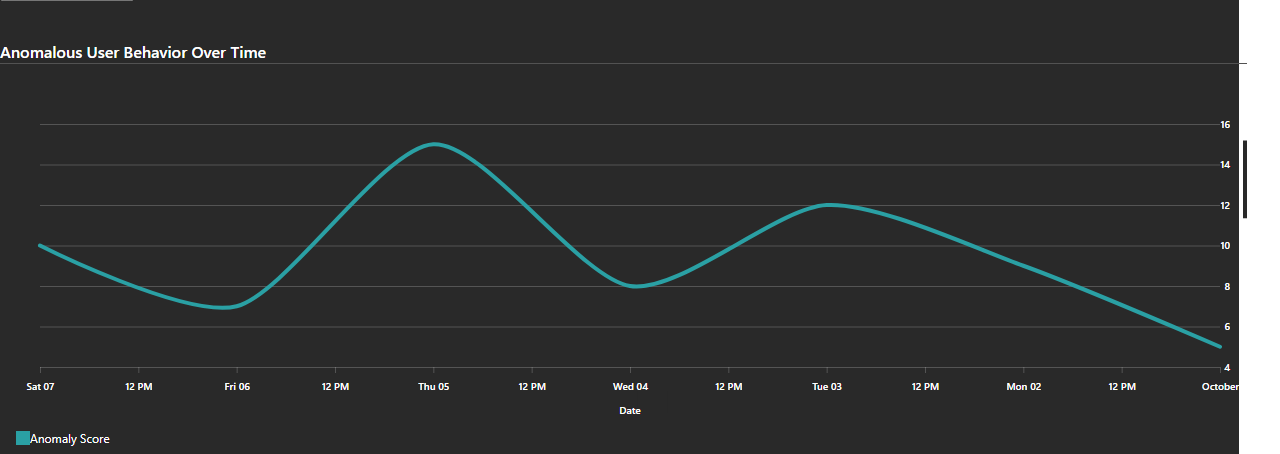 Anomalous User Behavior Over Time
16
14
12
10
8
6
4
Sat 07 12 PM Fri 06 12 PM Thu 05 12 PM Wed 04 12 PM Tue 03 12 PM Mon 02 12 PM October
Date
Anomaly Score